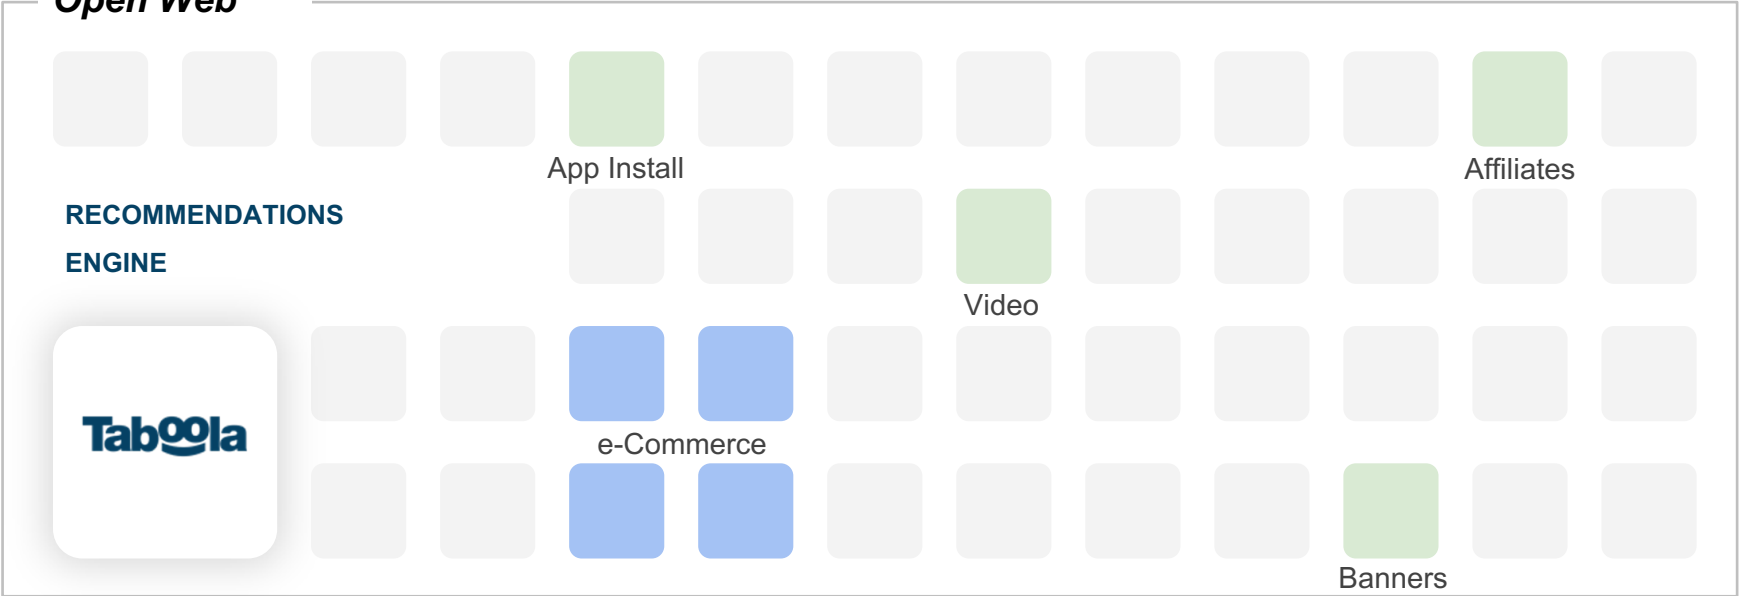 Open Web
App Install
Affiliates
RECOMMENDATIONS
ENGINE
Video
Taboola
e-Commerce
Banners